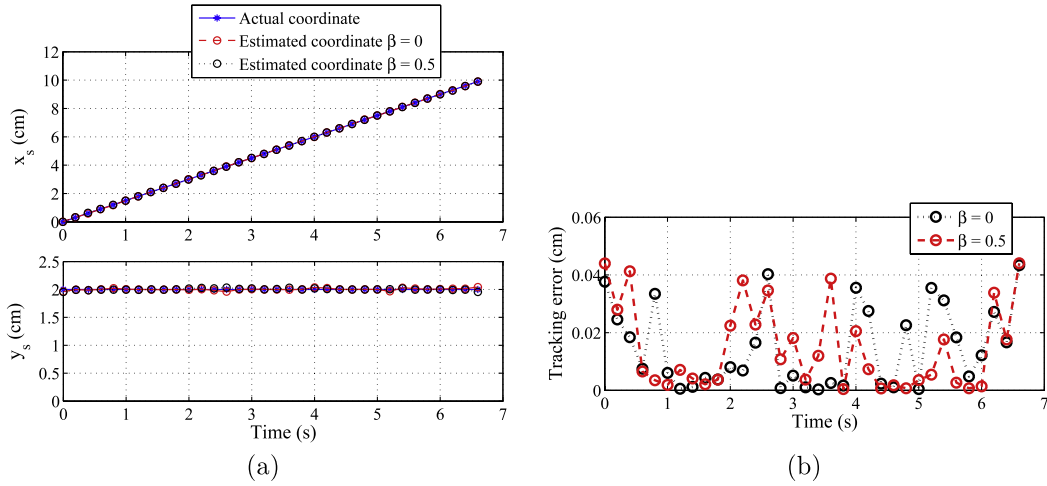 Actual coordinate
Estimated coordinate β = 0
Estimated coordinate β = 0.5
12
10
8
6
4
2
0
x_s (cm)
0 1 2 3 4 5 6 7
2.5
2
1.5
1
0.5
0
y_s (cm)
0 1 2 3 4 5 6 7
Time (s)
(a)
β = 0
β = 0.5
0.06
0.04
0.02
0
Tracking error (cm)
0 1 2 3 4 5 6 7
Time (s)
(b)